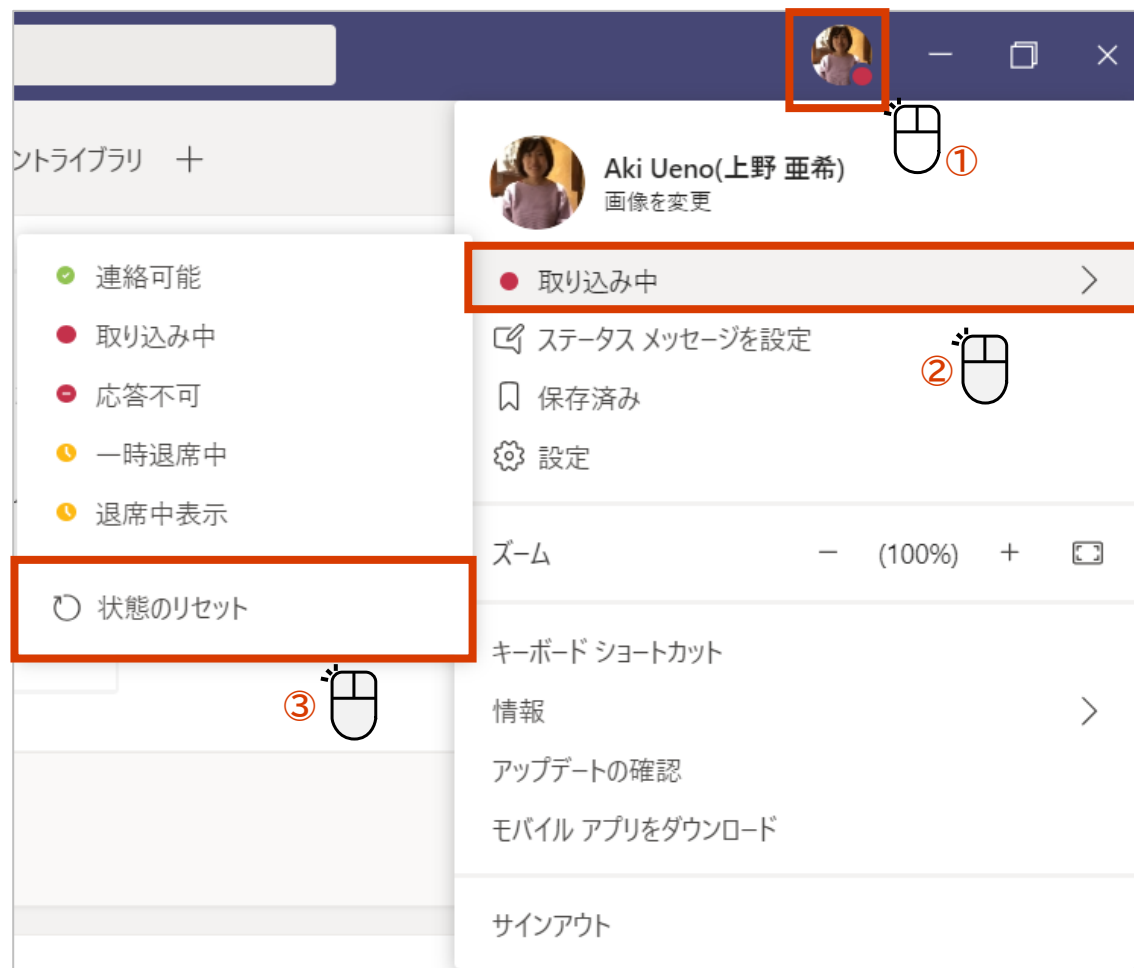 ①
ントライブラリ ＋
Aki Ueno(上野 亜希)
画像を変更
取り込み中
②
ステータス メッセージを設定
保存済み
設定
連絡可能
取り込み中
応答不可
一時退席中
退席中表示
状態のリセット
③
ズーム － (100%) ＋
キーボード ショートカット
情報
アップデートの確認
モバイル アプリをダウンロード
サインアウト